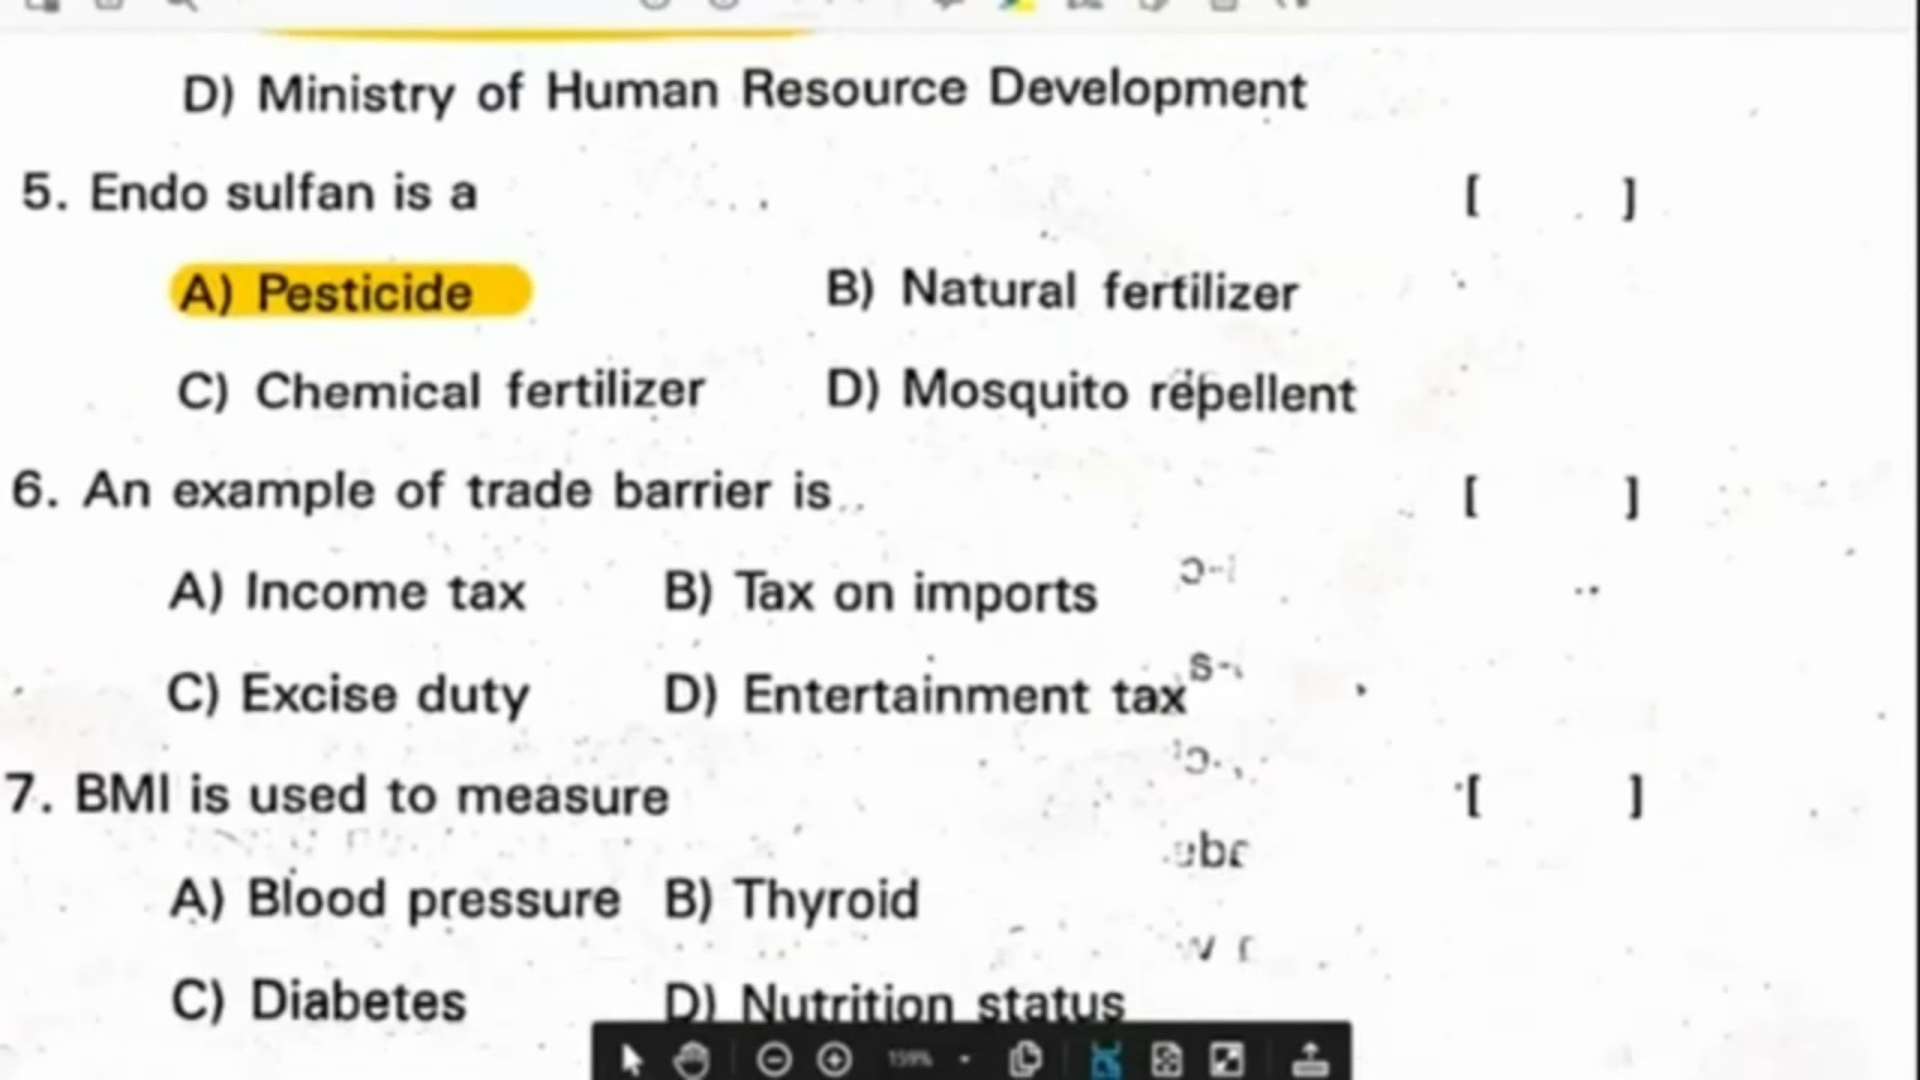 D) Ministry of Human Resource Development
5. Endo sulfan is a [ ]
A) Pesticide B) Natural fertilizer
C) Chemical fertilizer D) Mosquito repellent
6. An example of trade barrier is [ ]
A) Income tax B) Tax on imports
C) Excise duty D) Entertainment tax
7. BMI is used to measure [ ]
A) Blood pressure B) Thyroid
C) Diabetes D) Nutrition status
159%